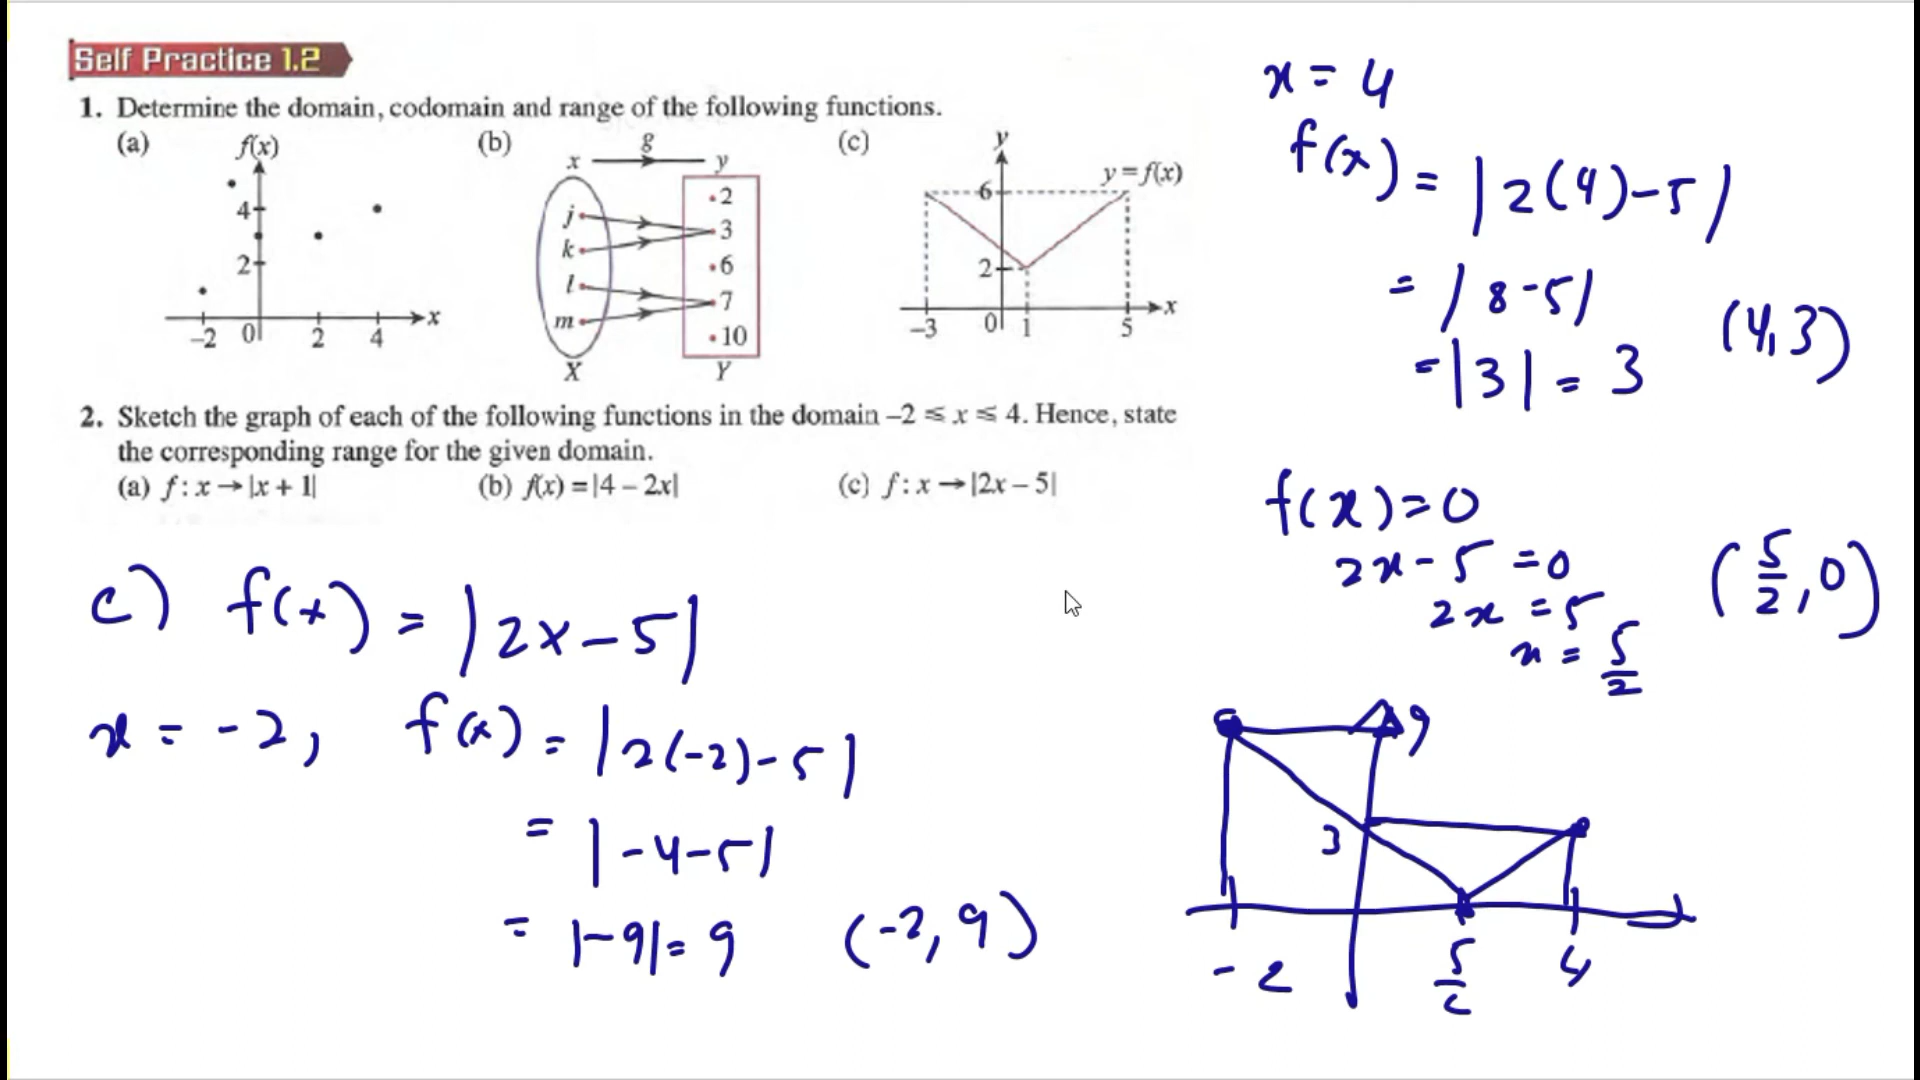 Self Practice 1.2
1. Determine the domain, codomain and range of the following functions.
(a)
f(x)
4
2
-2 0 2 4
x
(b)
g
x y
j
k
l
m
X
2
3
6
7
10
Y
(c)
y
y = f(x)
6
2
-3 0 1 5
x
2. Sketch the graph of each of the following functions in the domain –2 ≤ x ≤ 4. Hence, state
the corresponding range for the given domain.
(a) f : x → |x + 1|
(b) f(x) = |4 – 2x|
(c) f : x → |2x – 5|
c) f(x) = |2x - 5|
x = -2, f(x) = |2(-2) - 5|
= |-4-5|
= |-9| = 9 (-2, 9)
x = 4
f(x) = |2(4)-5|
= |8-5|
= |3| = 3 (4,3)
f(x) = 0
2x - 5 = 0
2x = 5
x = 5/2
(5/2, 0)
9
3
-2 5/2 4